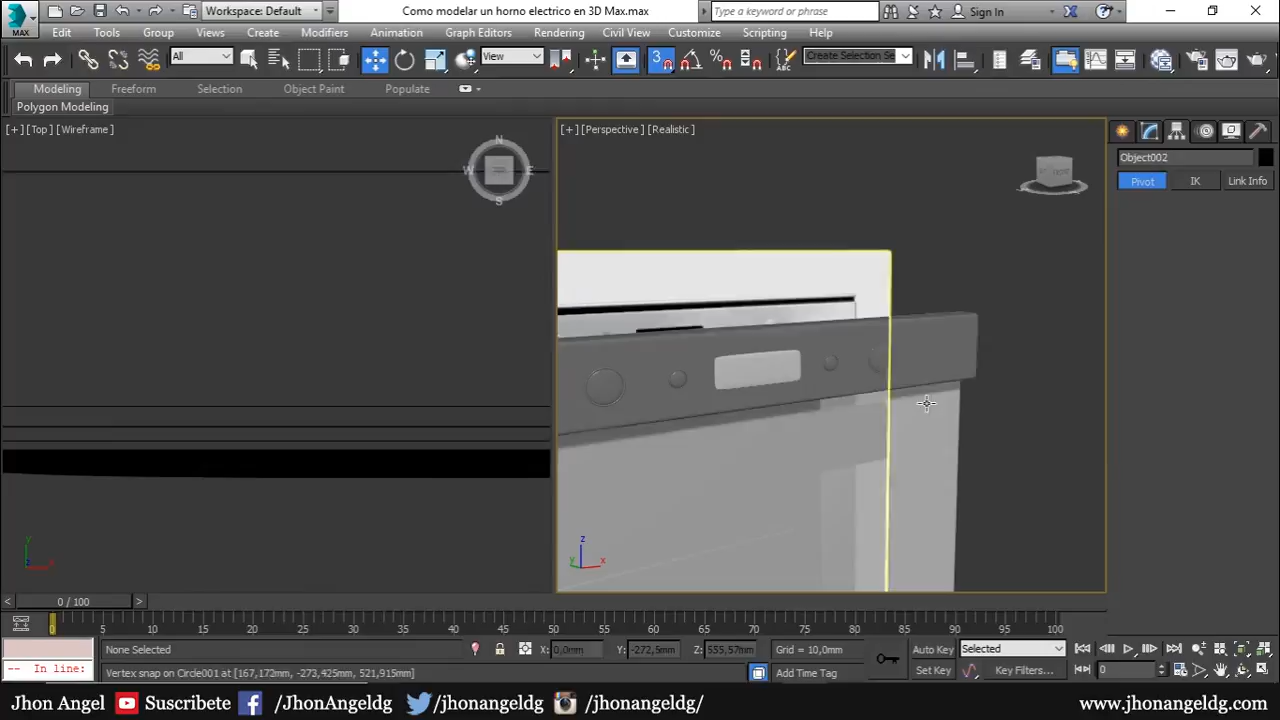 MAX
Workspace: Default
Como modelar un horno electrico en 3D Max.max
Type a keyword or phrase
Sign In
Edit Tools Group Views Create Modifiers Animation Graph Editors Rendering Civil View Customize Scripting Help
All
View
3
Create Selection Se
Modeling Freeform Selection Object Paint Populate
Polygon Modeling
[+] [Top] [Wireframe]
[+] [Perspective] [Realistic]
N
W E
S
Object002
Pivot IK Link Info
y x
z
y x
< 0 / 100 >
0 5 10 15 20 25 30 35 40 45 50 55 60 65 70 75 80 85 90 95 100
None Selected
X: 0,0mm Y: -272,5mm Z: 555,57mm
Grid = 10,0mm
Auto Key Selected
-- In line:
Vertex snap on Circle001 at [167,172mm, -273,425mm, 521,915mm]
Add Time Tag
Set Key Key Filters... 0
Jhon Angel Suscribete /JhonAngeldg /jhonangeldg /jhonangeldg/ www.jhonangeldg.com